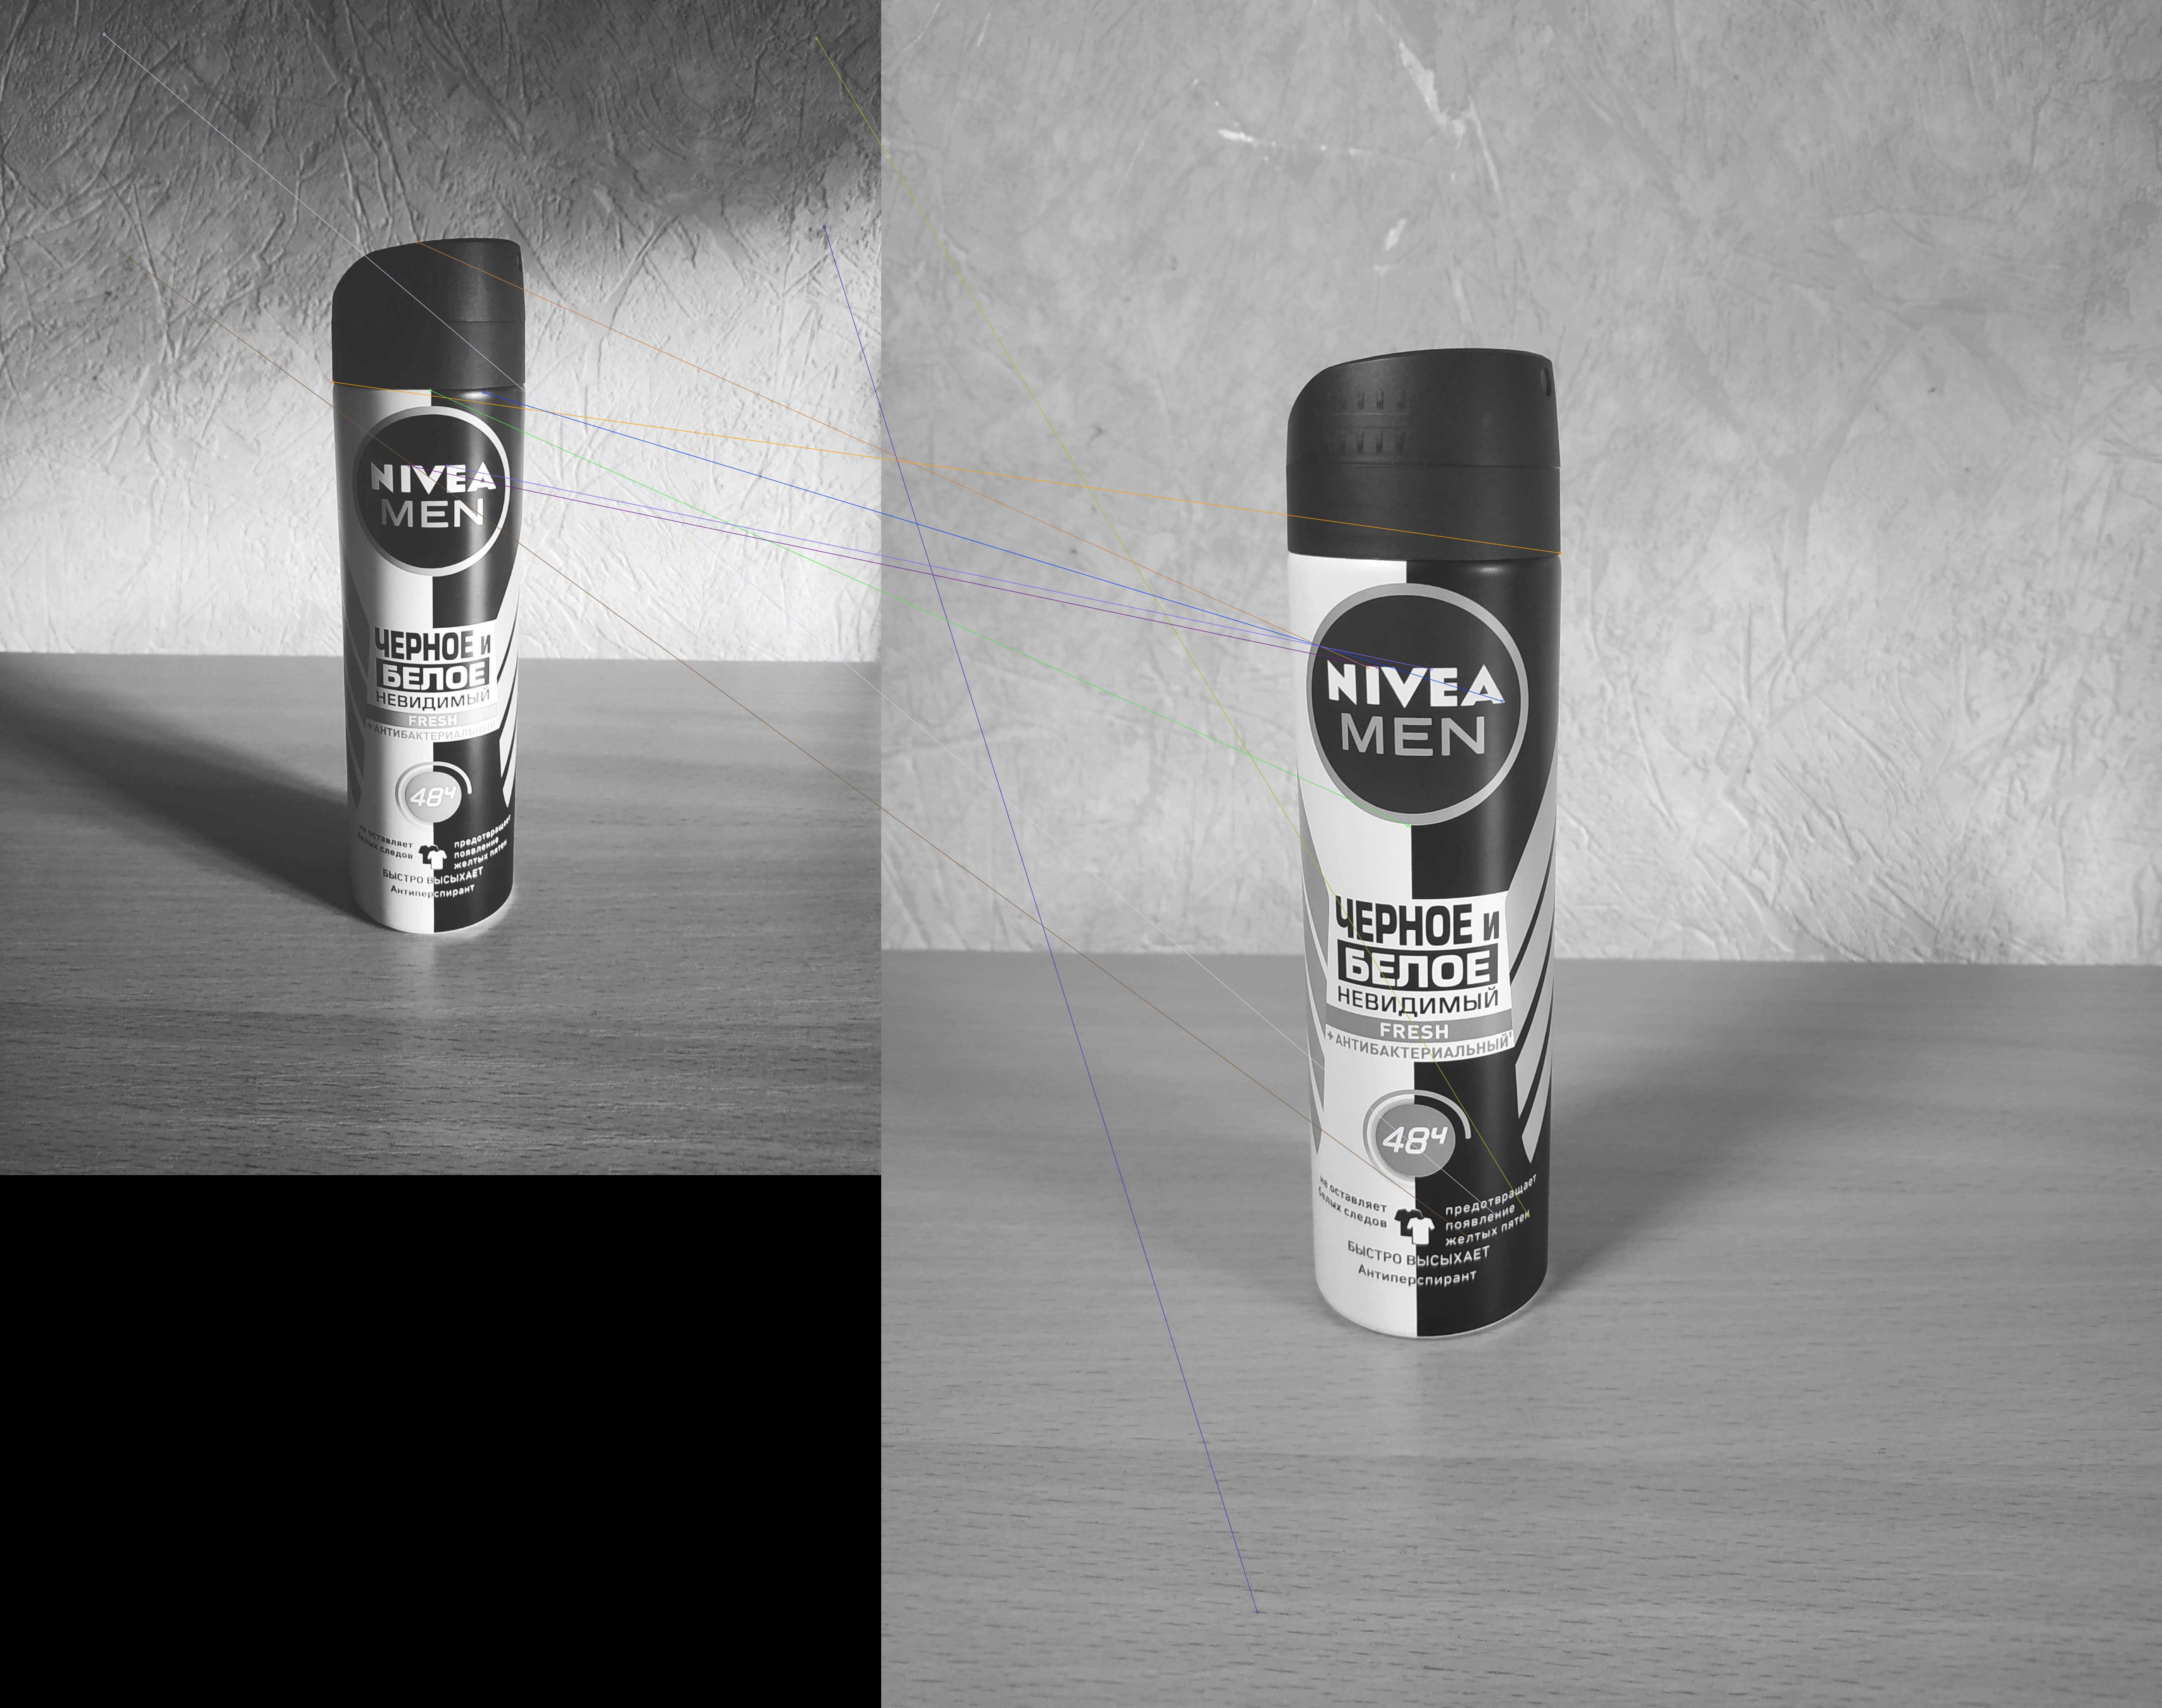 NIVEA
MEN
ЧЕРНОЕ и
БЕЛОЕ
НЕВИДИМЫЙ
FRESH
+ АНТИБАКТЕРИАЛЬНЫЙ
48ч
не оставляет
белых следов
предотвращает
появление
желтых пятен
БЫСТРО ВЫСЫХАЕТ
Антиперспирант
NIVEA
MEN
ЧЕРНОЕ и
БЕЛОЕ
НЕВИДИМЫЙ
FRESH
+ АНТИБАКТЕРИАЛЬНЫЙ
48ч
не оставляет
белых следов
предотвращает
появление
желтых пятен
БЫСТРО ВЫСЫХАЕТ
Антиперспирант